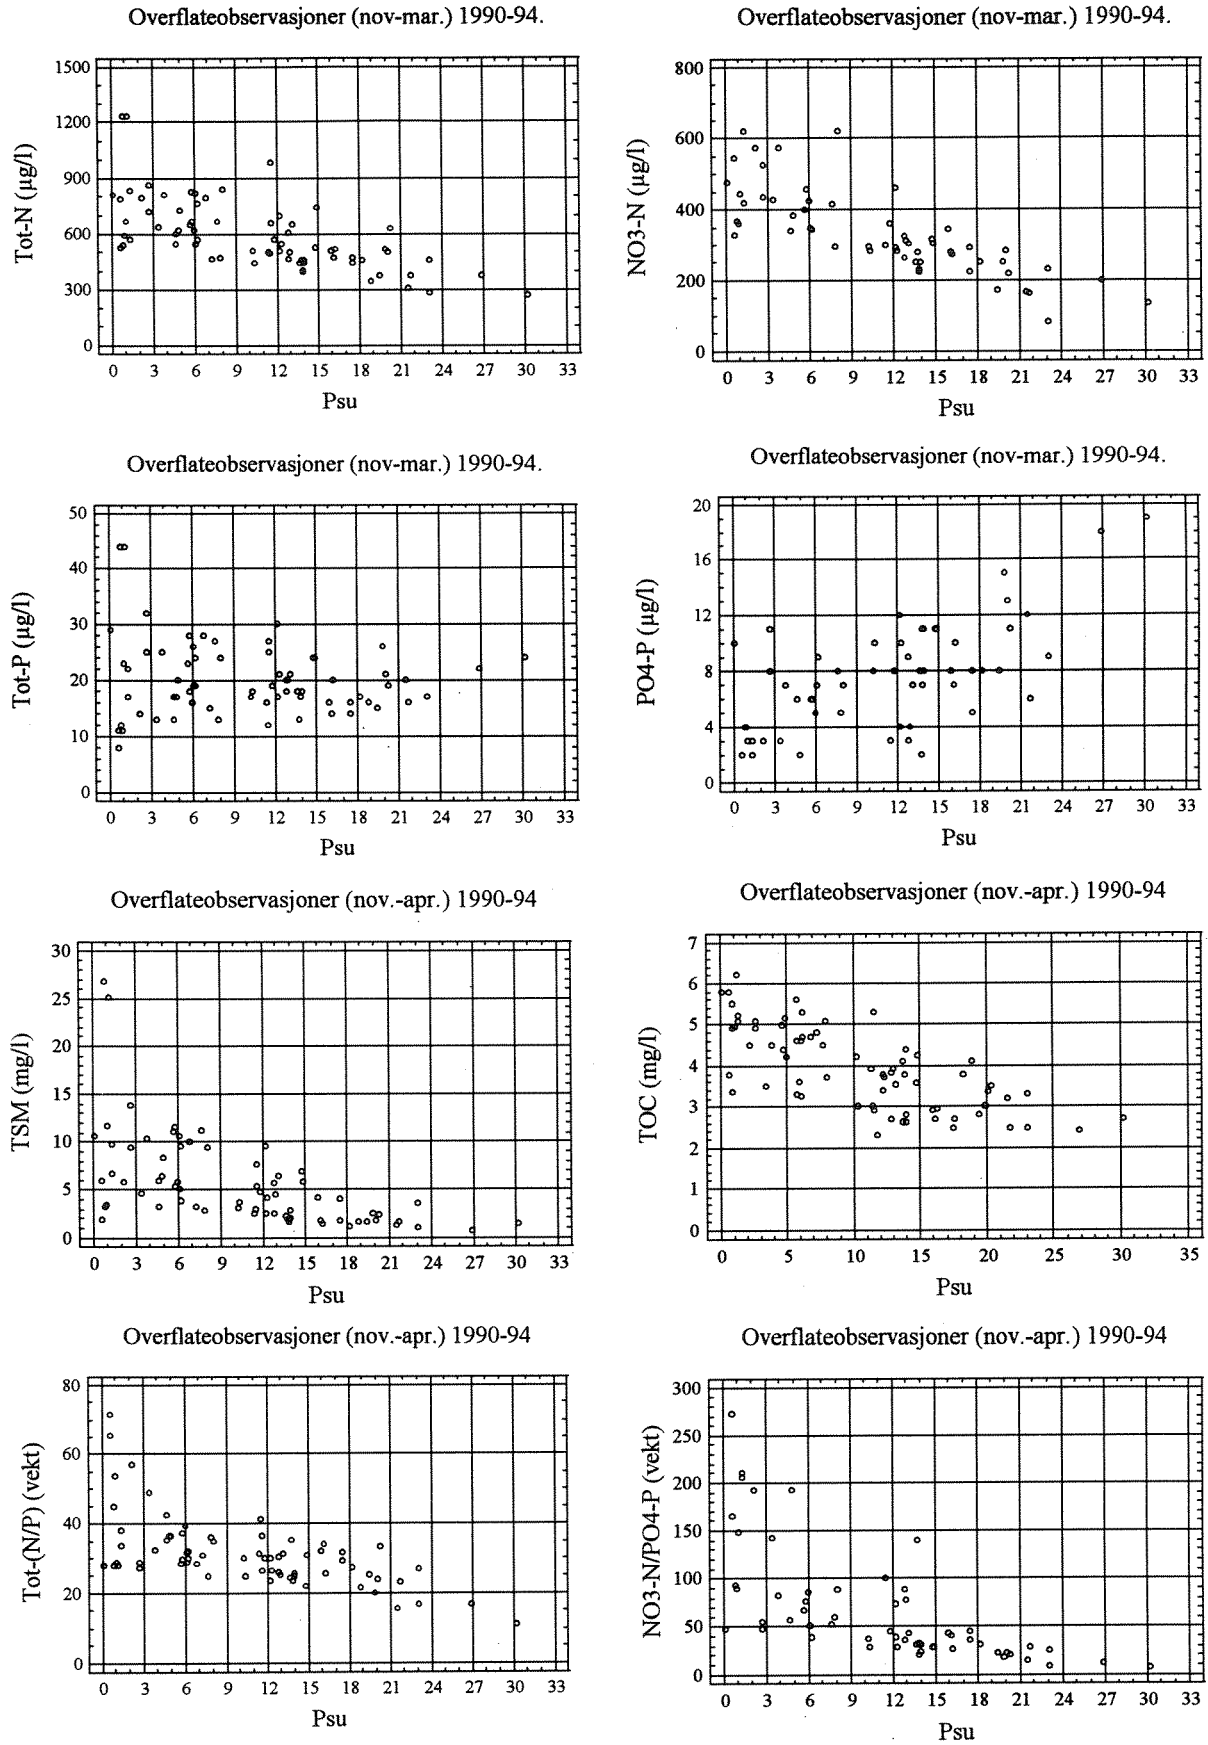 Overflateobservasjoner (nov-mar.) 1990-94.
Tot-N (µg/l)
1500
1200
900
600
300
0
0 3 6 9 12 15 18 21 24 27 30 33
Psu
Overflateobservasjoner (nov-mar.) 1990-94.
NO3-N (µg/l)
800
600
400
200
0
0 3 6 9 12 15 18 21 24 27 30 33
Psu
Overflateobservasjoner (nov-mar.) 1990-94.
Tot-P (µg/l)
50
40
30
20
10
0
0 3 6 9 12 15 18 21 24 27 30 33
Psu
Overflateobservasjoner (nov-mar.) 1990-94.
PO4-P (µg/l)
20
16
12
8
4
0
0 3 6 9 12 15 18 21 24 27 30 33
Psu
Overflateobservasjoner (nov.-apr.) 1990-94
TSM (mg/l)
30
25
20
15
10
5
0
0 3 6 9 12 15 18 21 24 27 30 33
Psu
Overflateobservasjoner (nov.-apr.) 1990-94
TOC (mg/l)
7
6
5
4
3
2
1
0
0 5 10 15 20 25 30 35
Psu
Overflateobservasjoner (nov.-apr.) 1990-94
Tot-(N/P) (vekt)
80
60
40
20
0
0 3 6 9 12 15 18 21 24 27 30 33
Psu
Overflateobservasjoner (nov.-apr.) 1990-94
NO3-N/PO4-P (vekt)
300
250
200
150
100
50
0
0 3 6 9 12 15 18 21 24 27 30 33
Psu